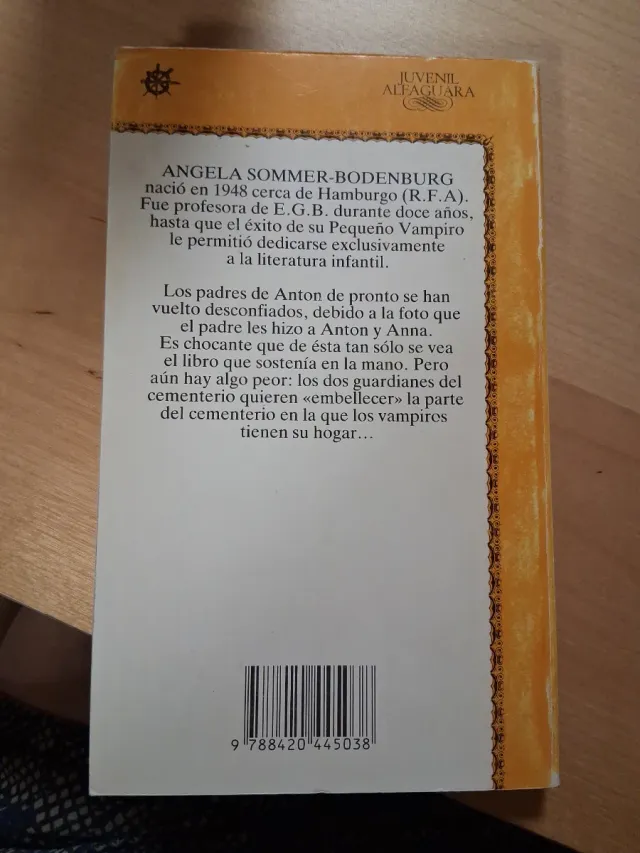 JUVENIL
ALFAGUARA
ANGELA SOMMER-BODENBURG
nació en 1948 cerca de Hamburgo (R.F.A).
Fue profesora de E.G.B. durante doce años,
hasta que el éxito de su Pequeño Vampiro
le permitió dedicarse exclusivamente
a la literatura infantil.
Los padres de Anton de pronto se han
vuelto desconfiados, debido a la foto que
el padre les hizo a Anton y Anna.
Es chocante que de ésta tan sólo se vea
el libro que sostenía en la mano. Pero
aún hay algo peor: los dos guardianes del
cementerio quieren «embellecer» la parte
del cementerio en la que los vampiros
tienen su hogar...
9 788420 445038